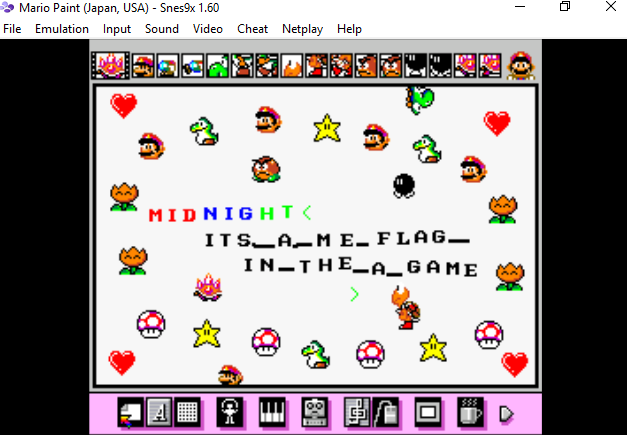 Mario Paint (Japan, USA) - Snes9x 1.60
File Emulation Input Sound Video Cheat Netplay Help
MIDNIGHT<
ITS_A_ME_FLAG_
IN_THE_A_GAME
>